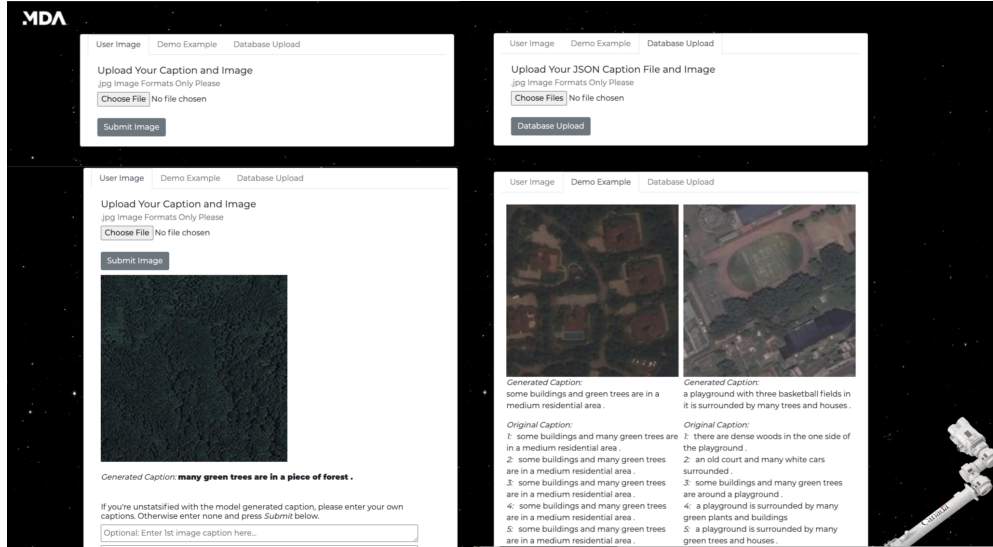 MDA
User Image Demo Example Database Upload
Upload Your Caption and Image
.jpg Image Formats Only Please
Choose File No file chosen
Submit Image
User Image Demo Example Database Upload
Upload Your JSON Caption File and Image
.jpg Image Formats Only Please
Choose Files No file chosen
Database Upload
User Image Demo Example Database Upload
Upload Your Caption and Image
.jpg Image Formats Only Please
Choose File No file chosen
Submit Image
Generated Caption: many green trees are in a piece of forest .
If you're unstatsified with the model generated caption, please enter your own
captions. Otherwise enter none and press Submit below.
Optional: Enter 1st image caption here...
User Image Demo Example Database Upload
Generated Caption:
some buildings and green trees are in a
medium residential area .
Original Caption:
1: some buildings and many green trees are
in a medium residential area .
2: some buildings and many green trees
are in a medium residential area .
3: some buildings and many green trees
are in a medium residential area .
4: some buildings and many green trees
are in a medium residential area .
5: some buildings and many green trees
are in a medium residential area .
Generated Caption:
a playground with three basketball fields in
it is surrounded by many trees and houses .
Original Caption:
1: there are dense woods in the one side of
the playground .
2: an old court and many white cars
surrounded .
3: some buildings and many green trees
are around a playground .
4: a playground is surrounded by many
green plants and buildings
5: a playground is surrounded by many
green trees and houses .
Canada